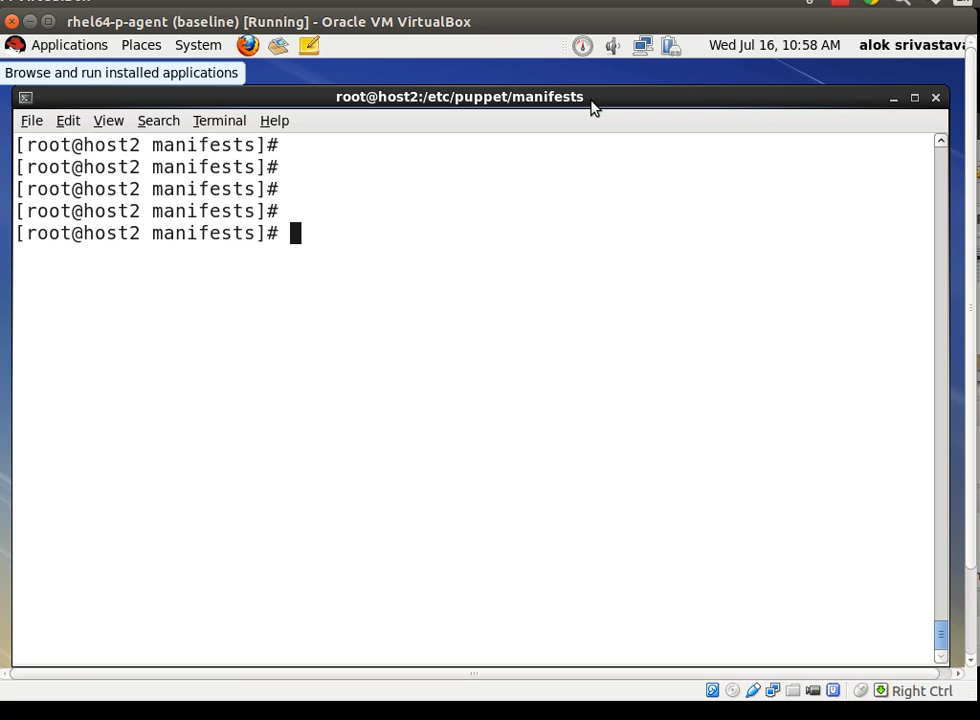 rhel64-p-agent (baseline) [Running] - Oracle VM VirtualBox
Applications Places System Wed Jul 16, 10:58 AM alok srivastava
Browse and run installed applications
root@host2:/etc/puppet/manifests
File Edit View Search Terminal Help
[root@host2 manifests]#
[root@host2 manifests]#
[root@host2 manifests]#
[root@host2 manifests]#
[root@host2 manifests]#
Right Ctrl